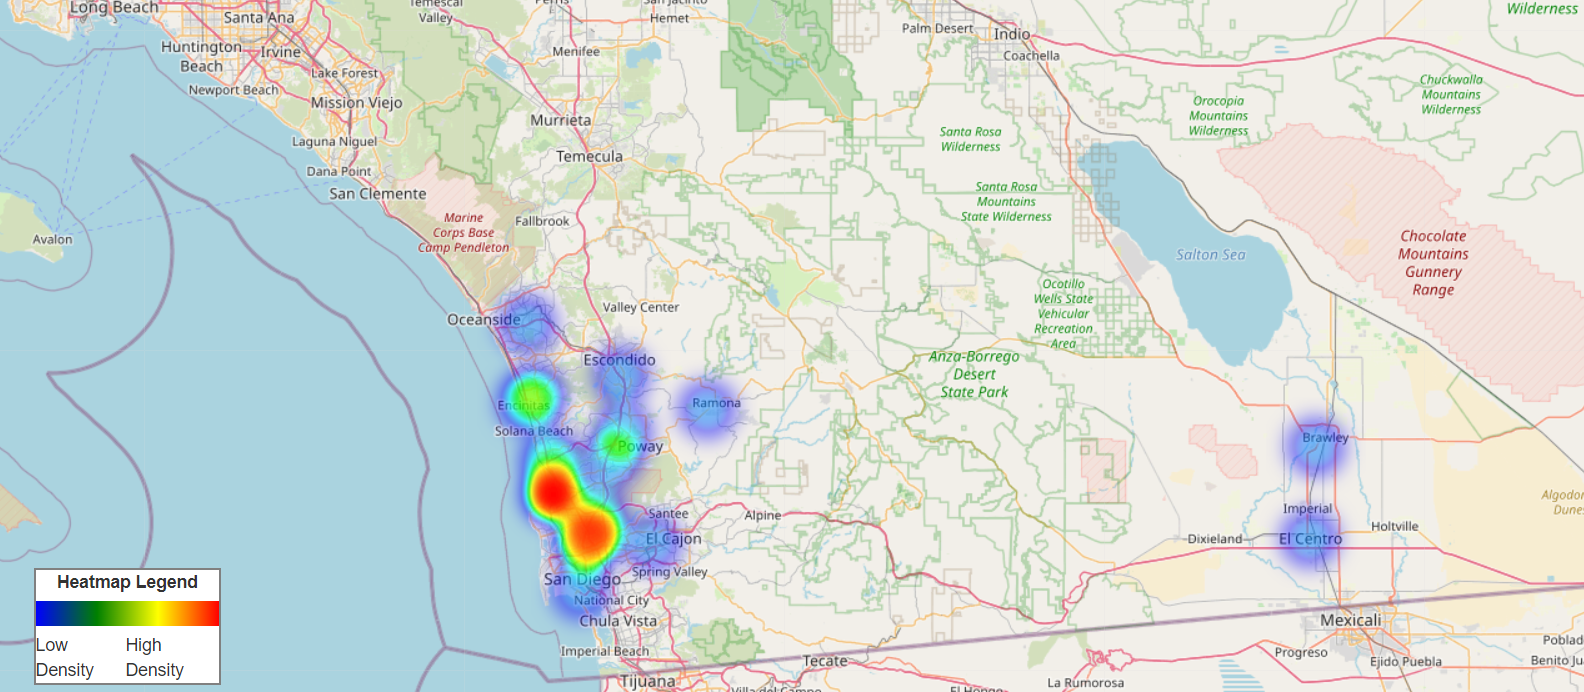 Long Beach
Santa Ana
Temescal
Valley
Perris
San Jacinto
Hemet
Palm Desert
Indio
Wilderness
Huntington
Beach
Irvine
Menifee
Coachella
Lake Forest
Newport Beach
Mission Viejo
Chuckwalla
Mountains
Wilderness
Orocopia
Mountains
Wilderness
Murrieta
Laguna Niguel
Santa Rosa
Wilderness
Temecula
Dana Point
San Clemente
Santa Rosa
Mountains
State Wilderness
Marine
Corps Base
Camp Pendleton
Fallbrook
Avalon
Salton Sea
Chocolate
Mountains
Gunnery
Range
Ocotillo
Wells State
Vehicular
Recreation
Area
Valley Center
Oceanside
Escondido
Anza-Borrego
Desert
State Park
Encinitas
Ramona
Solana Beach
Poway
Brawley
Algodon
Dunes
Santee
Alpine
Imperial
Holtville
El Cajon
Dixieland
El Centro
San Diego
Spring Valley
National City
Chula Vista
Mexicali
Imperial Beach
Tecate
Progreso
Ejido Puebla
Poblad
Benito Ju
Tijuana
La Rumorosa
Villa del Campo
El Hongo
Heatmap Legend
Low
Density
High
Density